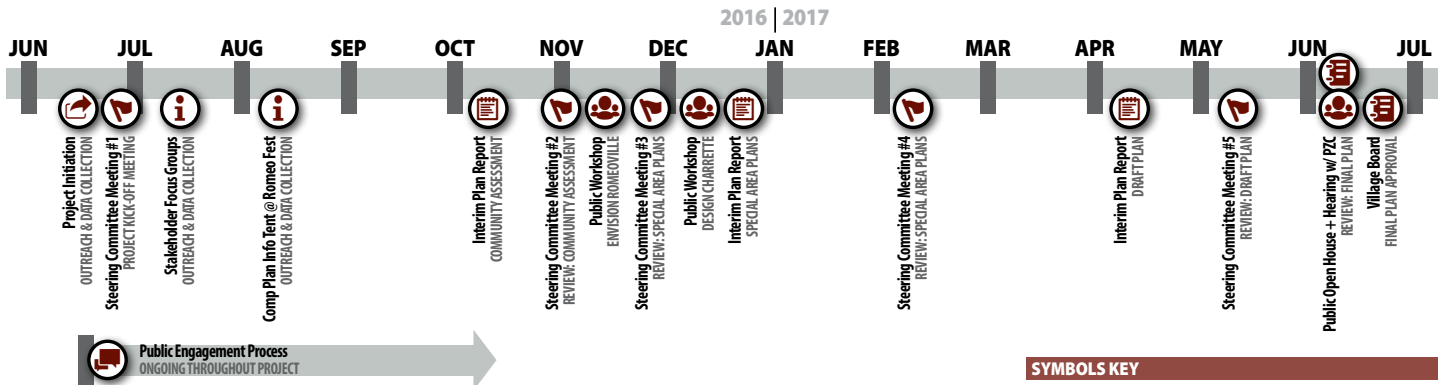 2016 | 2017
JUN JUL AUG SEP OCT NOV DEC JAN FEB MAR APR MAY JUN JUL
Project Initiation
OUTREACH & DATA COLLECTION
Steering Committee Meeting #1
PROJECT KICK-OFF MEETING
Stakeholder Focus Groups
OUTREACH & DATA COLLECTION
Comp Plan Info Tent @ Romeo Fest
OUTREACH & DATA COLLECTION
Interim Plan Report
COMMUNITY ASSESSMENT
Steering Committee Meeting #2
REVIEW: COMMUNITY ASSESSMENT
Public Workshop
ENVISION ROMEOVILLE
Steering Committee Meeting #3
REVIEW: SPECIAL AREA PLANS
Public Workshop
DESIGN CHARRETTE
Interim Plan Report
SPECIAL AREA PLANS
Steering Committee Meeting #4
REVIEW: SPECIAL AREA PLANS
Interim Plan Report
DRAFT PLAN
Steering Committee Meeting #5
REVIEW: DRAFT PLAN
Public Open House + Hearing w/ PZC
REVIEW: FINAL PLAN
Village Board
FINAL PLAN APPROVAL
Public Engagement Process
ONGOING THROUGHOUT PROJECT
SYMBOLS KEY